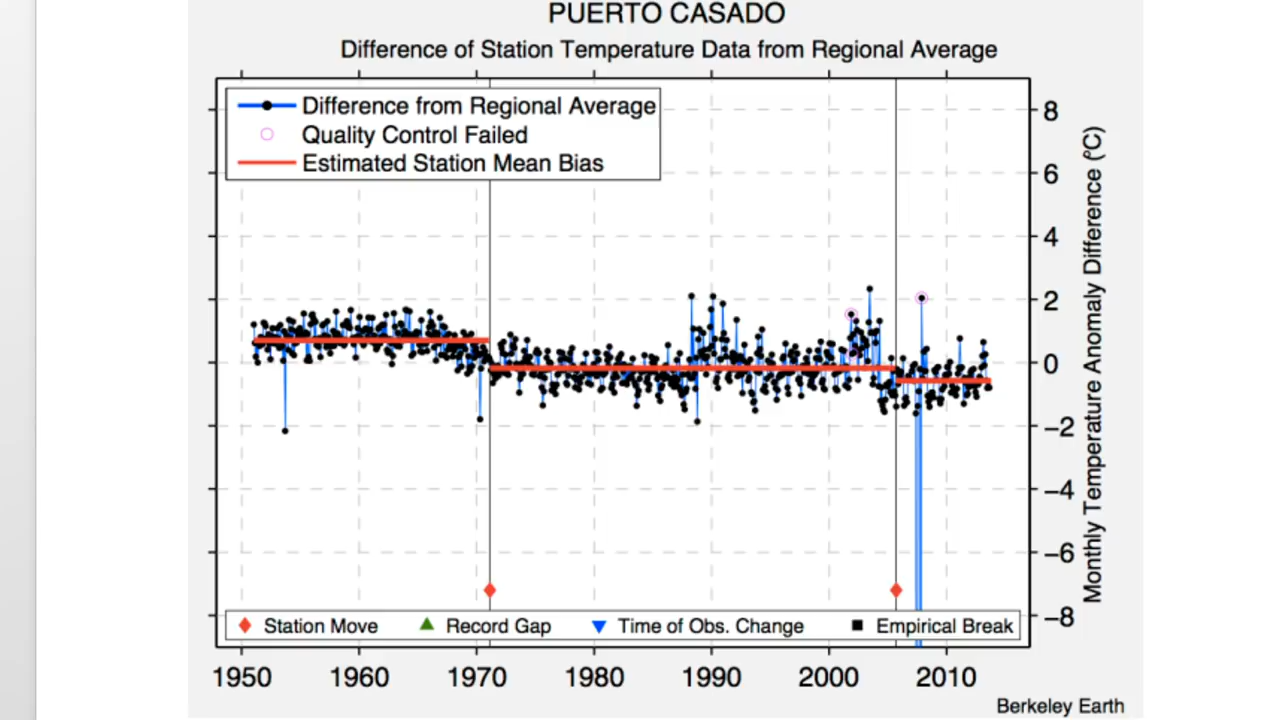 PUERTO CASADO
Difference of Station Temperature Data from Regional Average
Difference from Regional Average
Quality Control Failed
Estimated Station Mean Bias
8
6
4
2
0
−2
−4
−6
−8
Monthly Temperature Anomaly Difference (°C)
Station Move
Record Gap
Time of Obs. Change
Empirical Break
1950 1960 1970 1980 1990 2000 2010
Berkeley Earth